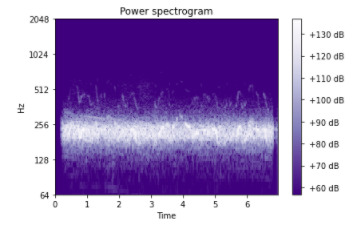 Power spectrogram
2048
1024
512
256
128
64
Hz
0 1 2 3 4 5 6
Time
+130 dB
+120 dB
+110 dB
+100 dB
+90 dB
+80 dB
+70 dB
+60 dB